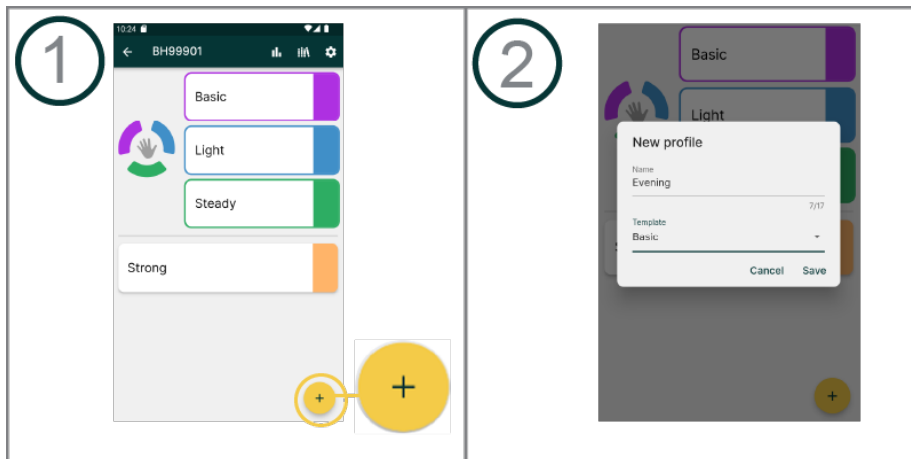 1
10:24
BH99901
Basic
Light
Steady
Strong
+
+
2
Basic
Light
New profile
Name
Evening
7/17
Template
Basic
Cancel
Save
+